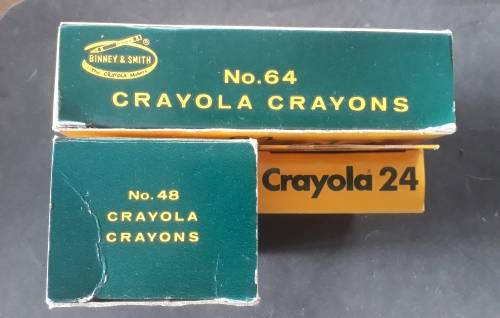 BINNEY & SMITH
The CRAYOLA Makers
No.64
CRAYOLA CRAYONS
Crayola 24
No.48
CRAYOLA
CRAYONS